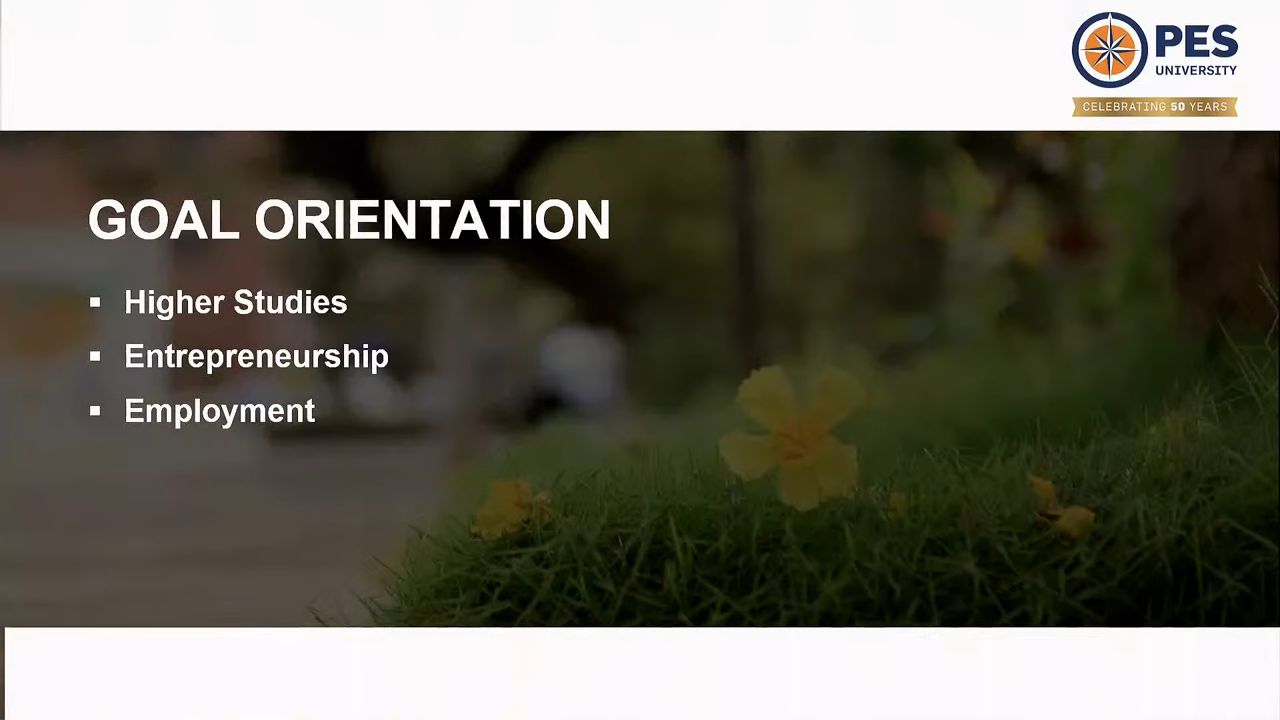 PES
UNIVERSITY
CELEBRATING 50 YEARS
GOAL ORIENTATION
▪ Higher Studies
▪ Entrepreneurship
▪ Employment